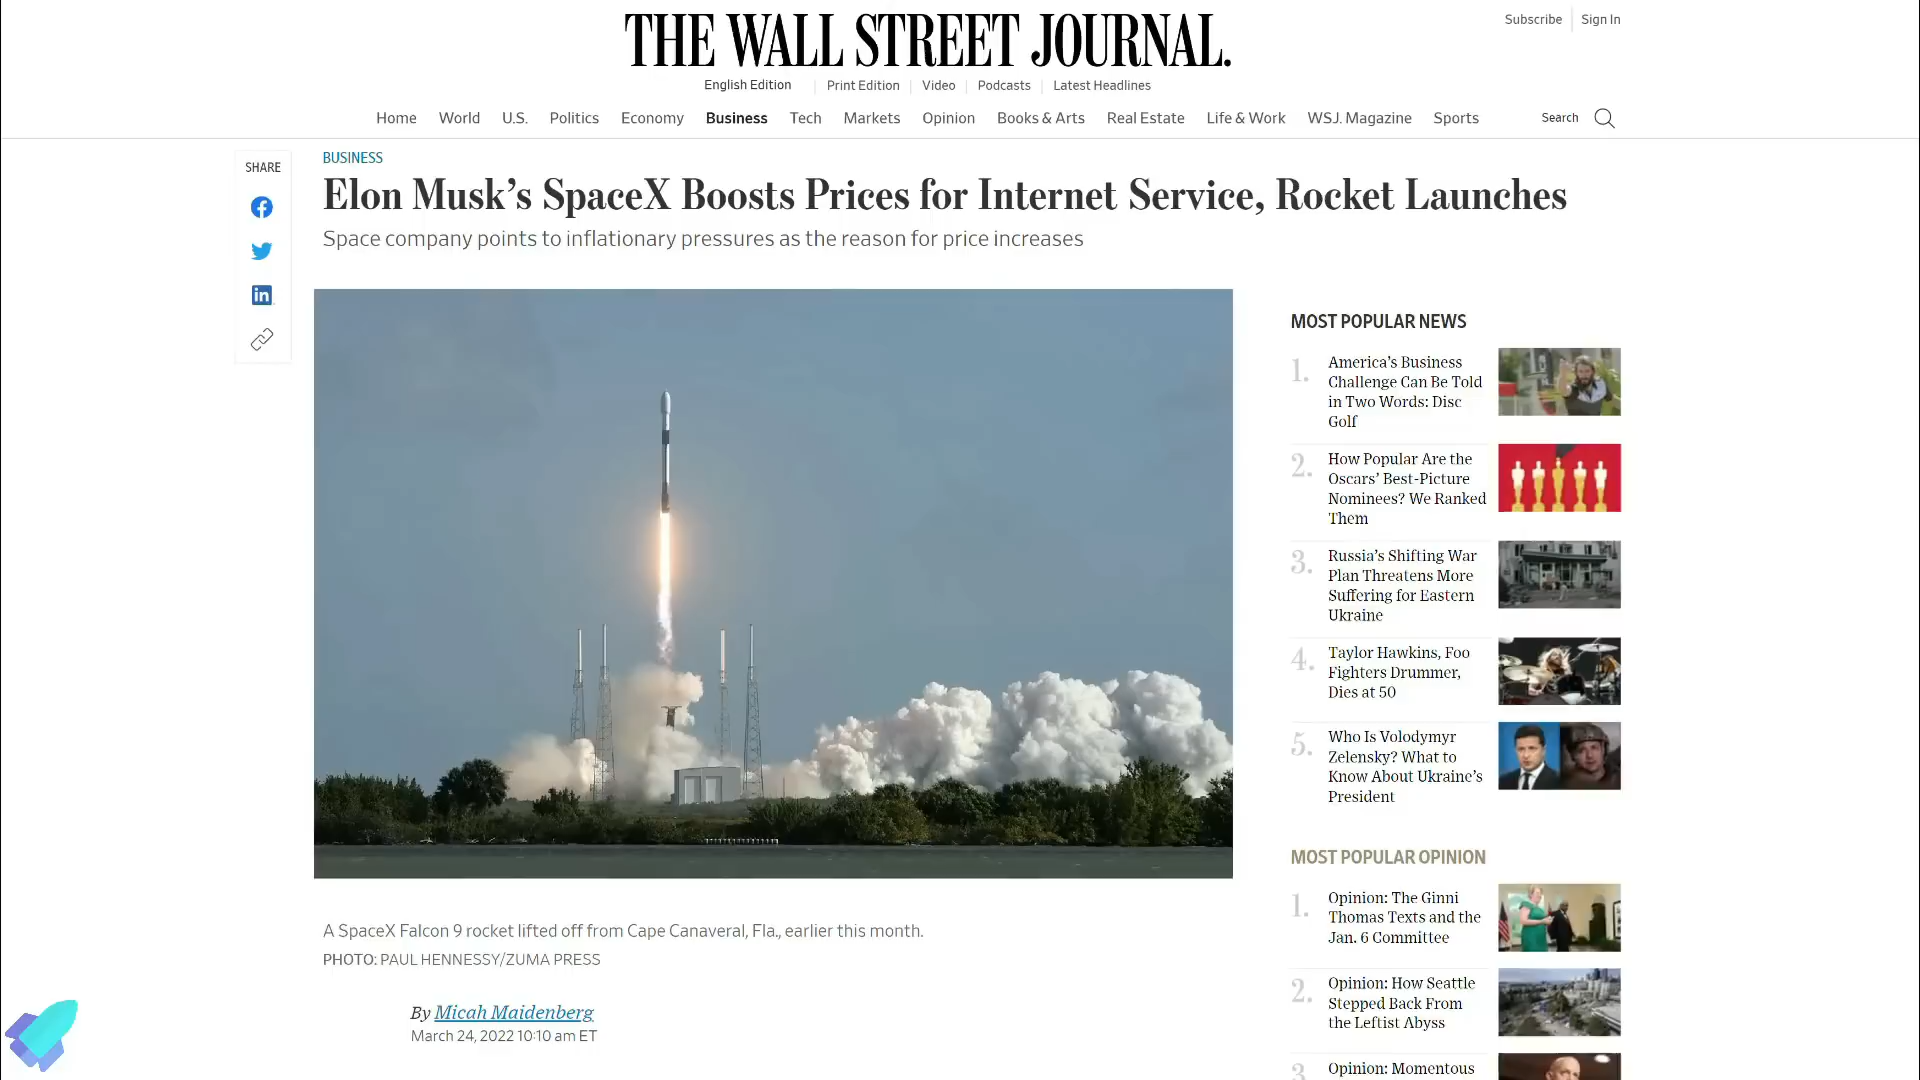 THE WALL STREET JOURNAL.
Subscribe
Sign In
English Edition
Print Edition
Video
Podcasts
Latest Headlines
Home
World
U.S.
Politics
Economy
Business
Tech
Markets
Opinion
Books & Arts
Real Estate
Life & Work
WSJ. Magazine
Sports
Search
SHARE
BUSINESS
Elon Musk’s SpaceX Boosts Prices for Internet Service, Rocket Launches
Space company points to inflationary pressures as the reason for price increases
A SpaceX Falcon 9 rocket lifted off from Cape Canaveral, Fla., earlier this month.
PHOTO: PAUL HENNESSY/ZUMA PRESS
By Micah Maidenberg
March 24, 2022 10:10 am ET
MOST POPULAR NEWS
1.
America’s Business
Challenge Can Be Told
in Two Words: Disc
Golf
2.
How Popular Are the
Oscars’ Best-Picture
Nominees? We Ranked
Them
3.
Russia’s Shifting War
Plan Threatens More
Suffering for Eastern
Ukraine
4.
Taylor Hawkins, Foo
Fighters Drummer,
Dies at 50
5.
Who Is Volodymyr
Zelensky? What to
Know About Ukraine’s
President
MOST POPULAR OPINION
1.
Opinion: The Ginni
Thomas Texts and the
Jan. 6 Committee
2.
Opinion: How Seattle
Stepped Back From
the Leftist Abyss
3.
Opinion: Momentous